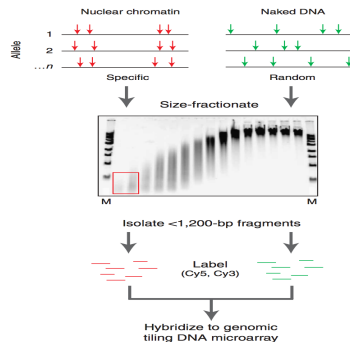 Nuclear chromatin
Naked DNA
Allele
1
2
...n
Specific
Random
Size-fractionate
M
M
Isolate <1,200-bp fragments
Label
(Cy5, Cy3)
Hybridize to genomic
tiling DNA microarray